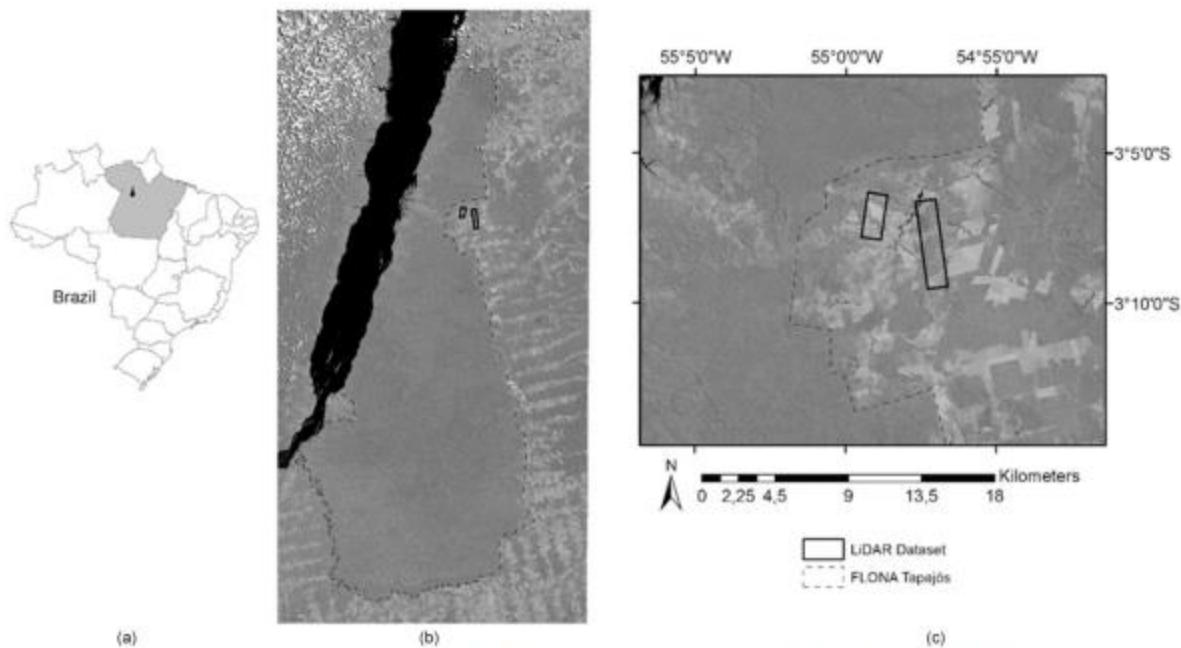 Brazil
55°5'0"W
55°0'0"W
54°55'0"W
3°5'0"S
3°10'0"S
N
Kilometers
0 2,25 4,5 9 13,5 18
LiDAR Dataset
FLONA Tapajós
(a)
(b)
(c)